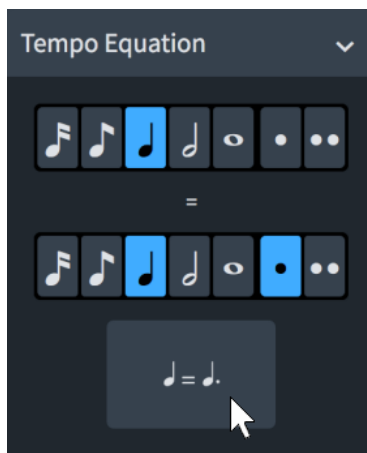 Tempo Equation
=
=